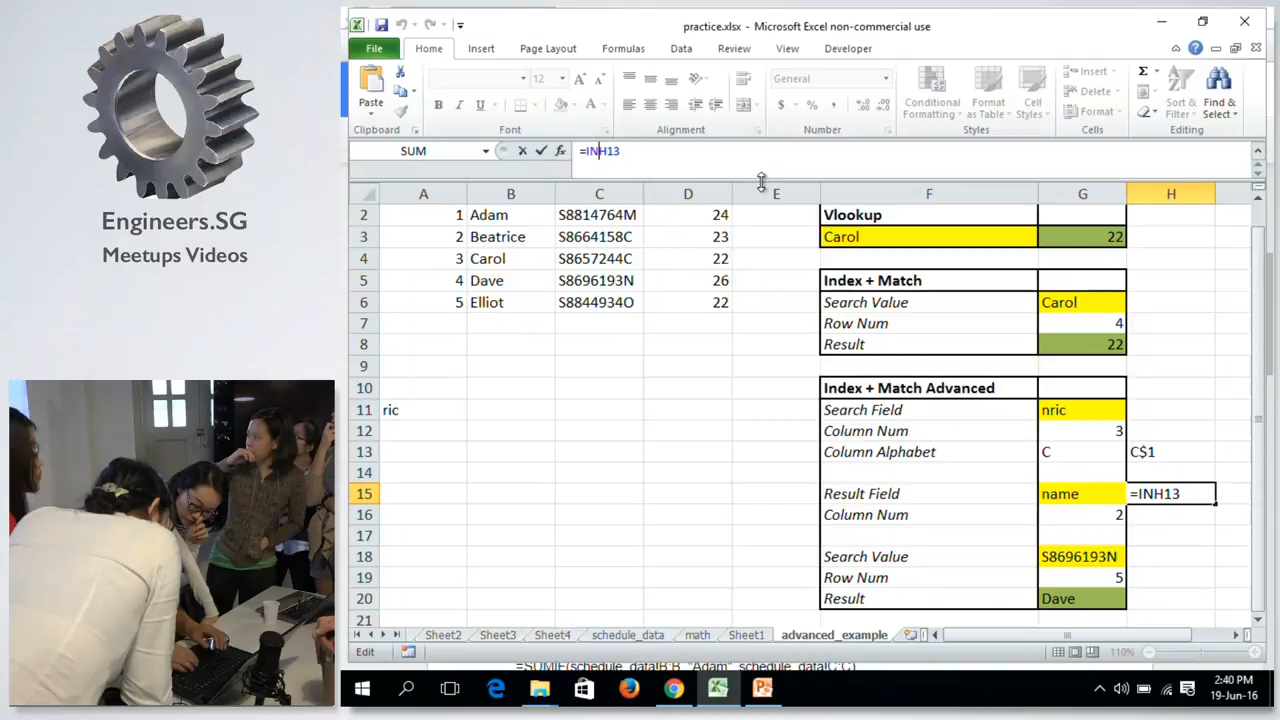 Engineers.SG
Meetups Videos
practice.xlsx - Microsoft Excel non-commercial use
File Home Insert Page Layout Formulas Data Review View Developer
12 General
Paste Conditional Formatting Format as Table Cell Styles Insert Delete Format Sort & Filter Find & Select
Clipboard Font Alignment Number Styles Cells Editing
SUM =INH13
A B C D E F G H
2 1 Adam S8814764M 24 Vlookup
3 2 Beatrice S8664158C 23 Carol 22
4 3 Carol S8657244C 22
5 4 Dave S8696193N 26 Index + Match
6 5 Elliot S8844934O 22 Search Value Carol
7 Row Num 4
8 Result 22
9
10 Index + Match Advanced
11 ric Search Field nric
12 Column Num 3
13 Column Alphabet C C$1
14
15 Result Field name =INH13
16 Column Num 2
17
18 Search Value S8696193N
19 Row Num 5
20 Result Dave
21
Sheet2 Sheet3 Sheet4 schedule_data math Sheet1 advanced_example
Edit 110%
=SUMIF(schedule_data!B:B, "Adam", schedule_data!C:C)
2:40 PM
19-Jun-16